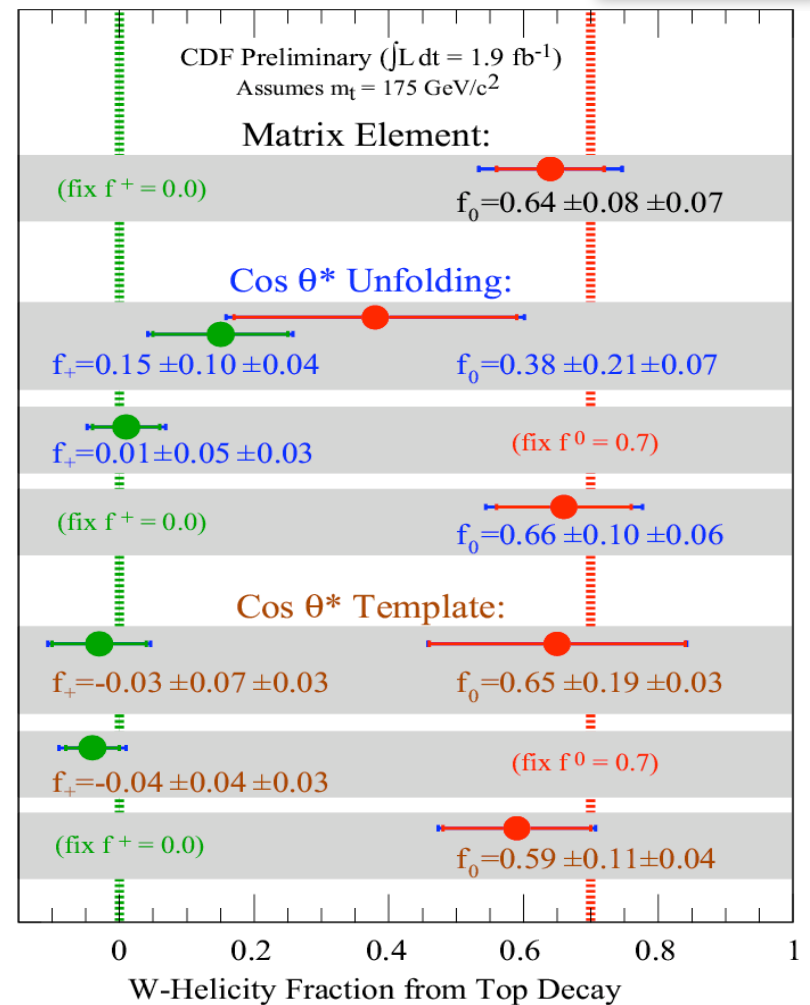 CDF Preliminary (∫L dt = 1.9 fb⁻¹)
Assumes mₜ = 175 GeV/c²
Matrix Element:
(fix f⁺ = 0.0)
f₀=0.64 ±0.08 ±0.07
Cos θ* Unfolding:
f₊=0.15 ±0.10 ±0.04 f₀=0.38 ±0.21±0.07
f₊=0.01±0.05 ±0.03 (fix f⁰ = 0.7)
(fix f⁺ = 0.0)
f₀=0.66 ±0.10 ±0.06
Cos θ* Template:
f₊=-0.03 ±0.07 ±0.03 f₀=0.65 ±0.19 ±0.03
(fix f⁰ = 0.7)
f₊=-0.04 ±0.04 ±0.03
(fix f⁺ = 0.0) f₀=0.59 ±0.11±0.04
0 0.2 0.4 0.6 0.8 1
W-Helicity Fraction from Top Decay